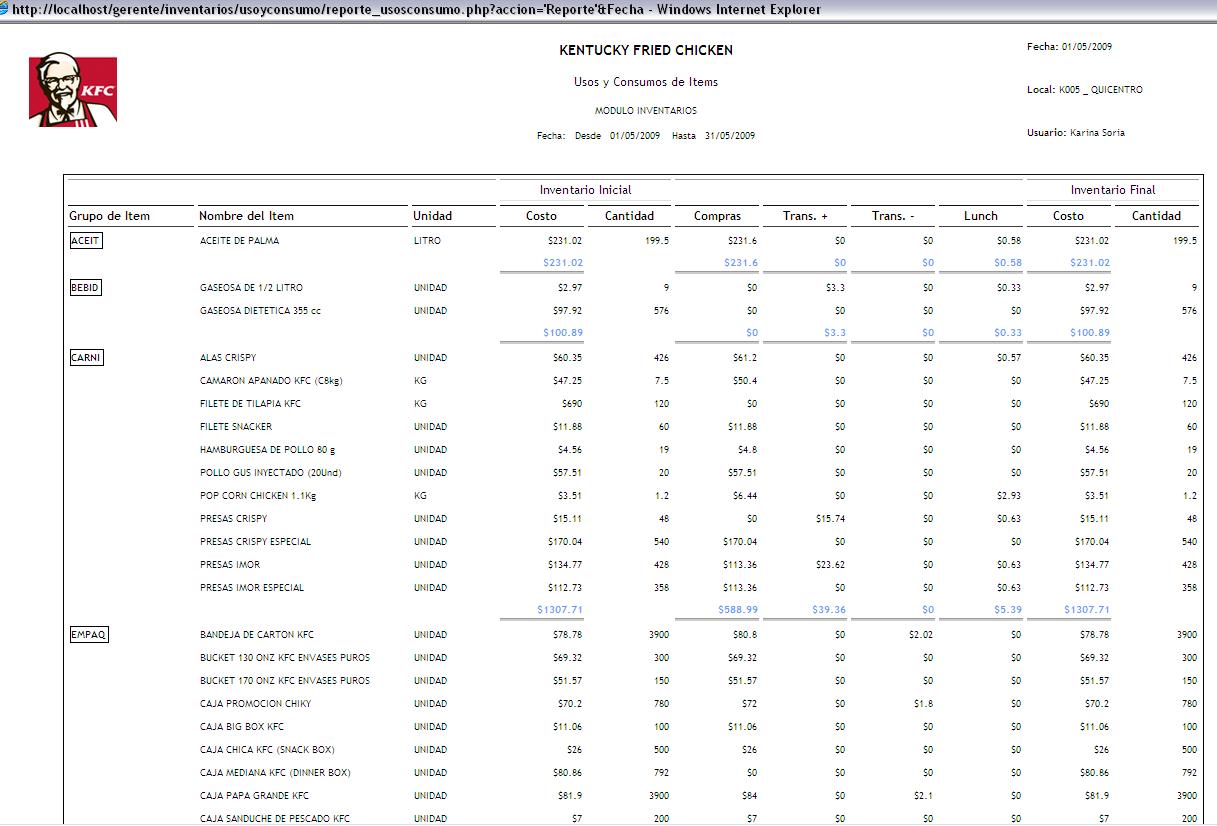 http://localhost/gerente/inventarios/usoyconsumo/reporte_usosconsumo.php?accion='Reporte'&Fecha - Windows Internet Explorer
KFC
KENTUCKY FRIED CHICKEN
Fecha: 01/05/2009
Usos y Consumos de Items
Local: K005 _ QUICENTRO
MODULO INVENTARIOS
Usuario: Karina Soria
Fecha: Desde 01/05/2009 Hasta 31/05/2009
Inventario Inicial Inventario Final
Grupo de Item Nombre del Item Unidad Costo Cantidad Compras Trans. + Trans. - Lunch Costo Cantidad
ACEIT ACEITE DE PALMA LITRO $231.02 199.5 $231.6 $0 $0 $0.58 $231.02 199.5
$231.02 $231.6 $0 $0 $0.58 $231.02
BEBID GASEOSA DE 1/2 LITRO UNIDAD $2.97 9 $0 $3.3 $0 $0.33 $2.97 9
GASEOSA DIETETICA 355 cc UNIDAD $97.92 576 $0 $0 $0 $0 $97.92 576
$100.89 $0 $3.3 $0 $0.33 $100.89
CARNI ALAS CRISPY UNIDAD $60.35 426 $61.2 $0 $0 $0.57 $60.35 426
CAMARON APANADO KFC (C8kg) KG $47.25 7.5 $50.4 $0 $0 $0 $47.25 7.5
FILETE DE TILAPIA KFC KG $690 120 $0 $0 $0 $0 $690 120
FILETE SNACKER UNIDAD $11.88 60 $11.88 $0 $0 $0 $11.88 60
HAMBURGUESA DE POLLO 80 g UNIDAD $4.56 19 $4.8 $0 $0 $0 $4.56 19
POLLO GUS INYECTADO (20Und) UNIDAD $57.51 20 $57.51 $0 $0 $0 $57.51 20
POP CORN CHICKEN 1.1Kg KG $3.51 1.2 $6.44 $0 $0 $2.93 $3.51 1.2
PRESAS CRISPY UNIDAD $15.11 48 $0 $15.74 $0 $0.63 $15.11 48
PRESAS CRISPY ESPECIAL UNIDAD $170.04 540 $170.04 $0 $0 $0 $170.04 540
PRESAS IMOR UNIDAD $134.77 428 $113.36 $23.62 $0 $0.63 $134.77 428
PRESAS IMOR ESPECIAL UNIDAD $112.73 358 $113.36 $0 $0 $0.63 $112.73 358
$1307.71 $588.99 $39.36 $0 $5.39 $1307.71
EMPAQ BANDEJA DE CARTON KFC UNIDAD $78.78 3900 $80.8 $0 $2.02 $0 $78.78 3900
BUCKET 130 ONZ KFC ENVASES PUROS UNIDAD $69.32 300 $69.32 $0 $0 $0 $69.32 300
BUCKET 170 ONZ KFC ENVASES PUROS UNIDAD $51.57 150 $51.57 $0 $0 $0 $51.57 150
CAJA PROMOCION CHIKY UNIDAD $70.2 780 $72 $0 $1.8 $0 $70.2 780
CAJA BIG BOX KFC UNIDAD $11.06 100 $11.06 $0 $0 $0 $11.06 100
CAJA CHICA KFC (SNACK BOX) UNIDAD $26 500 $26 $0 $0 $0 $26 500
CAJA MEDIANA KFC (DINNER BOX) UNIDAD $80.86 792 $0 $0 $0 $0 $80.86 792
CAJA PAPA GRANDE KFC UNIDAD $81.9 3900 $84 $0 $2.1 $0 $81.9 3900
CAJA SANDUCHE DE PESCADO KFC UNIDAD $7 200 $7 $0 $0 $0 $7 200